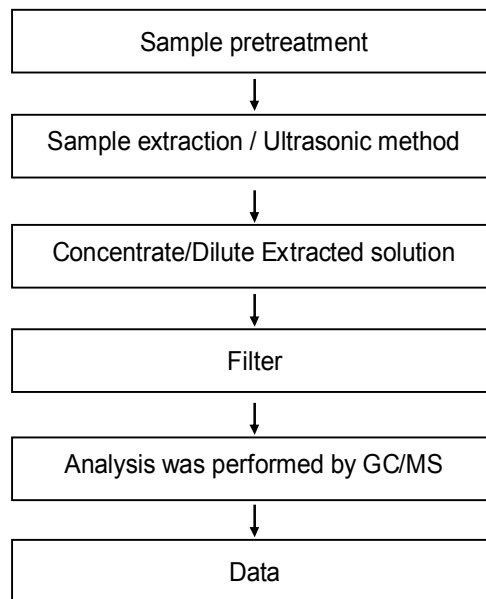 Sample pretreatment
Sample extraction / Ultrasonic method
Concentrate/Dilute Extracted solution
Filter
Analysis was performed by GC/MS
Data